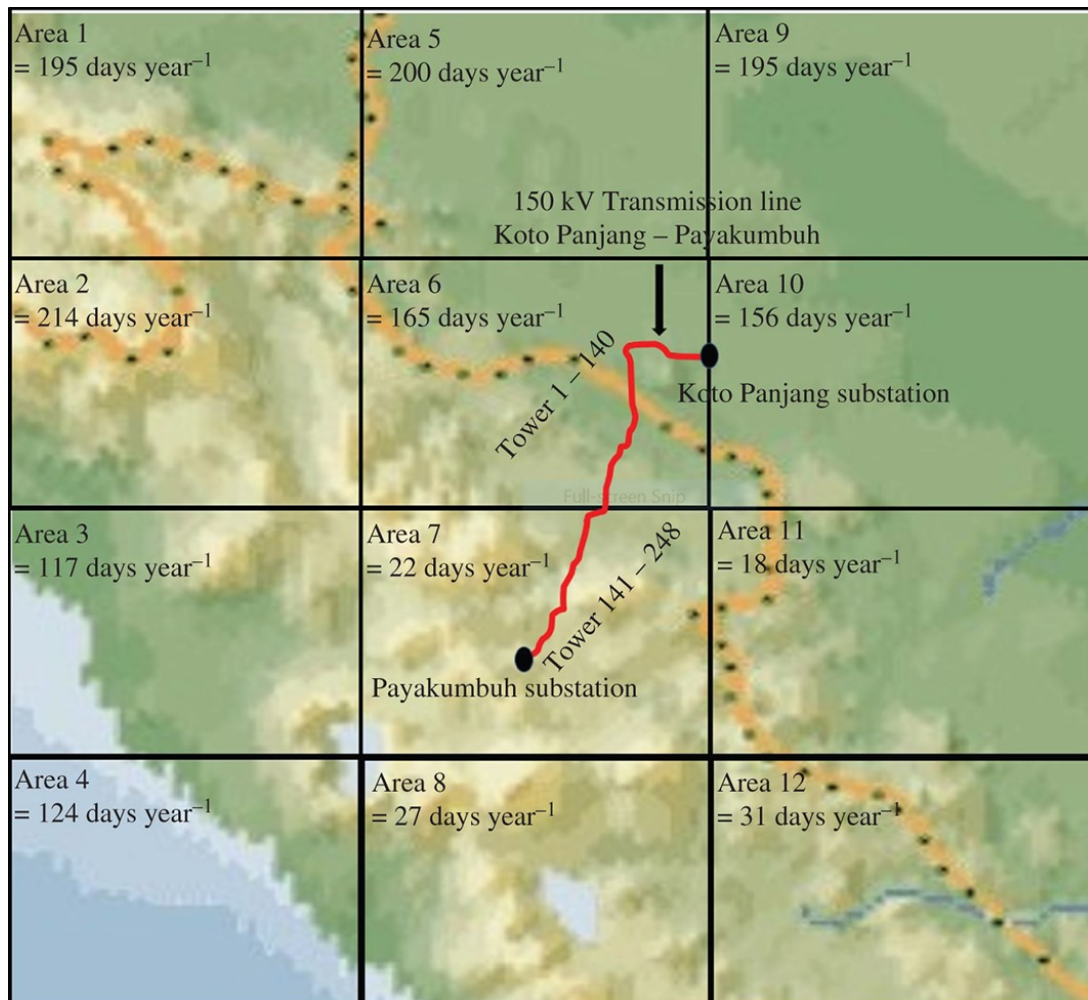 Area 1
= 195 days year⁻¹
Area 5
= 200 days year⁻¹
Area 9
= 195 days year⁻¹
150 kV Transmission line
Koto Panjang – Payakumbuh
Area 2
= 214 days year⁻¹
Area 6
= 165 days year⁻¹
Area 10
= 156 days year⁻¹
Tower 1 – 140
Koto Panjang substation
Full-screen Snip
Area 3
= 117 days year⁻¹
Area 7
= 22 days year⁻¹
Area 11
= 18 days year⁻¹
Tower 141 – 248
Payakumbuh substation
Area 4
= 124 days year⁻¹
Area 8
= 27 days year⁻¹
Area 12
= 31 days year⁻¹